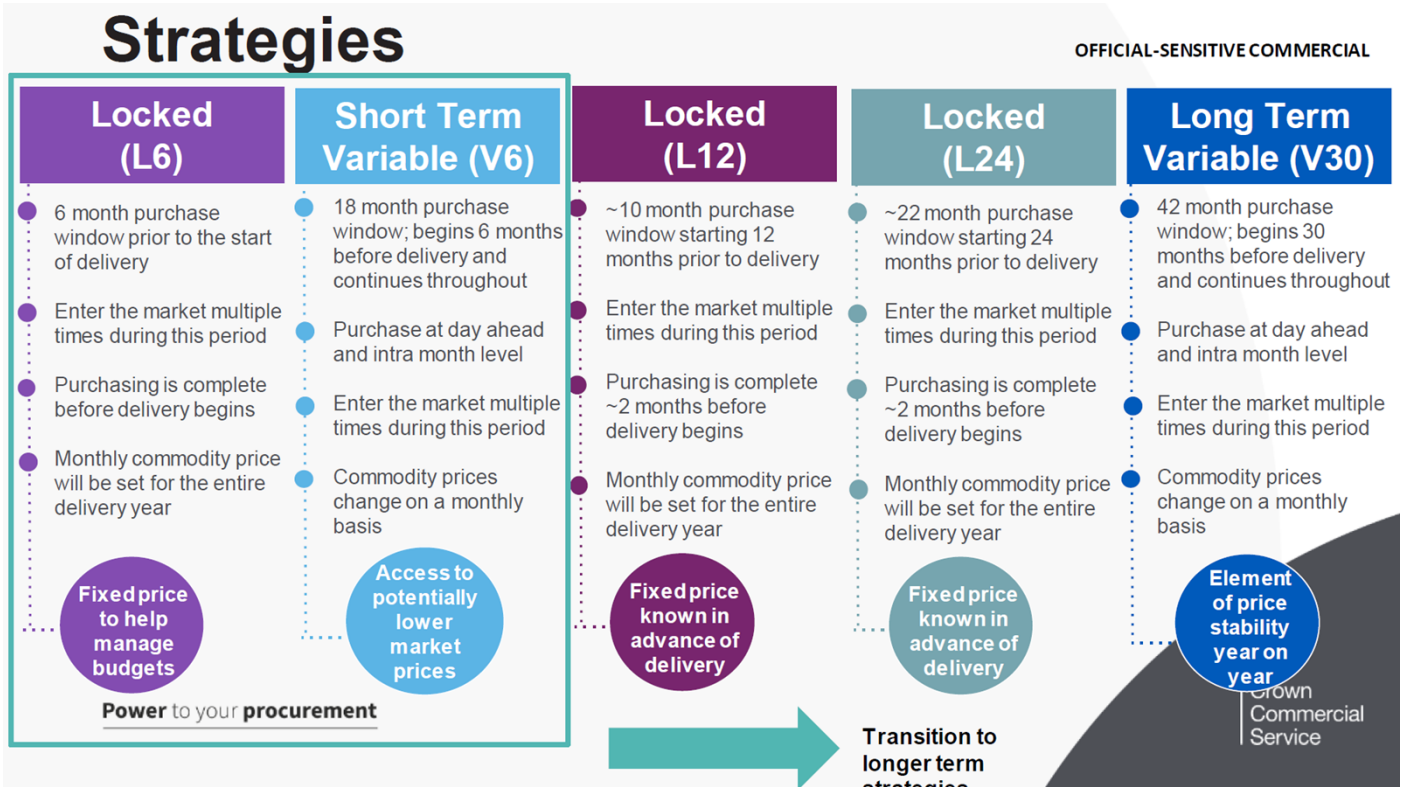 Strategies
OFFICIAL-SENSITIVE COMMERCIAL
Locked
(L6)
6 month purchase
window prior to the start
of delivery
Enter the market multiple
times during this period
Purchasing is complete
before delivery begins
Monthly commodity price
will be set for the entire
delivery year
Fixed price
to help
manage
budgets
Short Term
Variable (V6)
18 month purchase
window; begins 6 months
before delivery and
continues throughout
Purchase at day ahead
and intra month level
Enter the market multiple
times during this period
Commodity prices
change on a monthly
basis
Access to
potentially
lower
market
prices
Locked
(L12)
~10 month purchase
window starting 12
months prior to delivery
Enter the market multiple
times during this period
Purchasing is complete
~2 months before
delivery begins
Monthly commodity price
will be set for the entire
delivery year
Fixed price
known in
advance of
delivery
Locked
(L24)
~22 month purchase
window starting 24
months prior to delivery
Enter the market multiple
times during this period
Purchasing is complete
~2 months before
delivery begins
Monthly commodity price
will be set for the entire
delivery year
Fixed price
known in
advance of
delivery
Long Term
Variable (V30)
42 month purchase
window; begins 30
months before delivery
and continues throughout
Purchase at day ahead
and intra month level
Enter the market multiple
times during this period
Commodity prices
change on a monthly
basis
Element
of price
stability
year on
year
Power to your procurement
Transition to
longer term
strategies
Crown
Commercial
Service